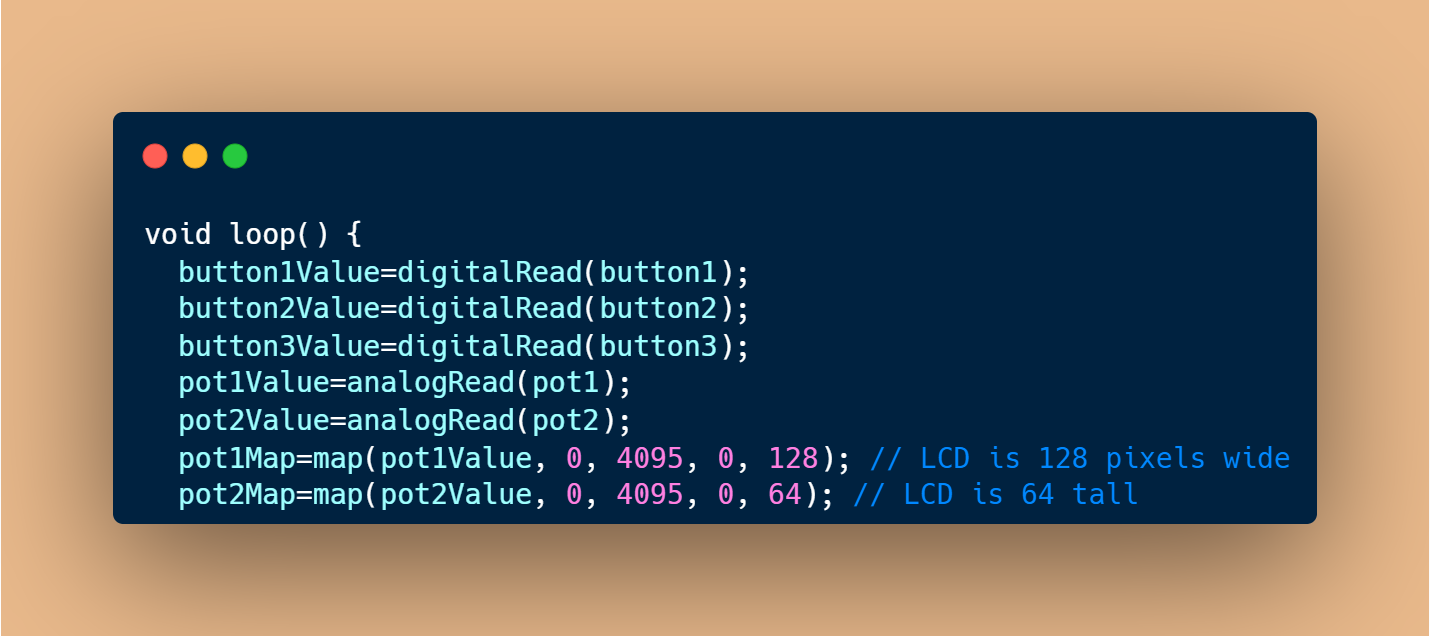 void loop() {
  button1Value=digitalRead(button1);
  button2Value=digitalRead(button2);
  button3Value=digitalRead(button3);
  pot1Value=analogRead(pot1);
  pot2Value=analogRead(pot2);
  pot1Map=map(pot1Value, 0, 4095, 0, 128); // LCD is 128 pixels wide
  pot2Map=map(pot2Value, 0, 4095, 0, 64); // LCD is 64 tall